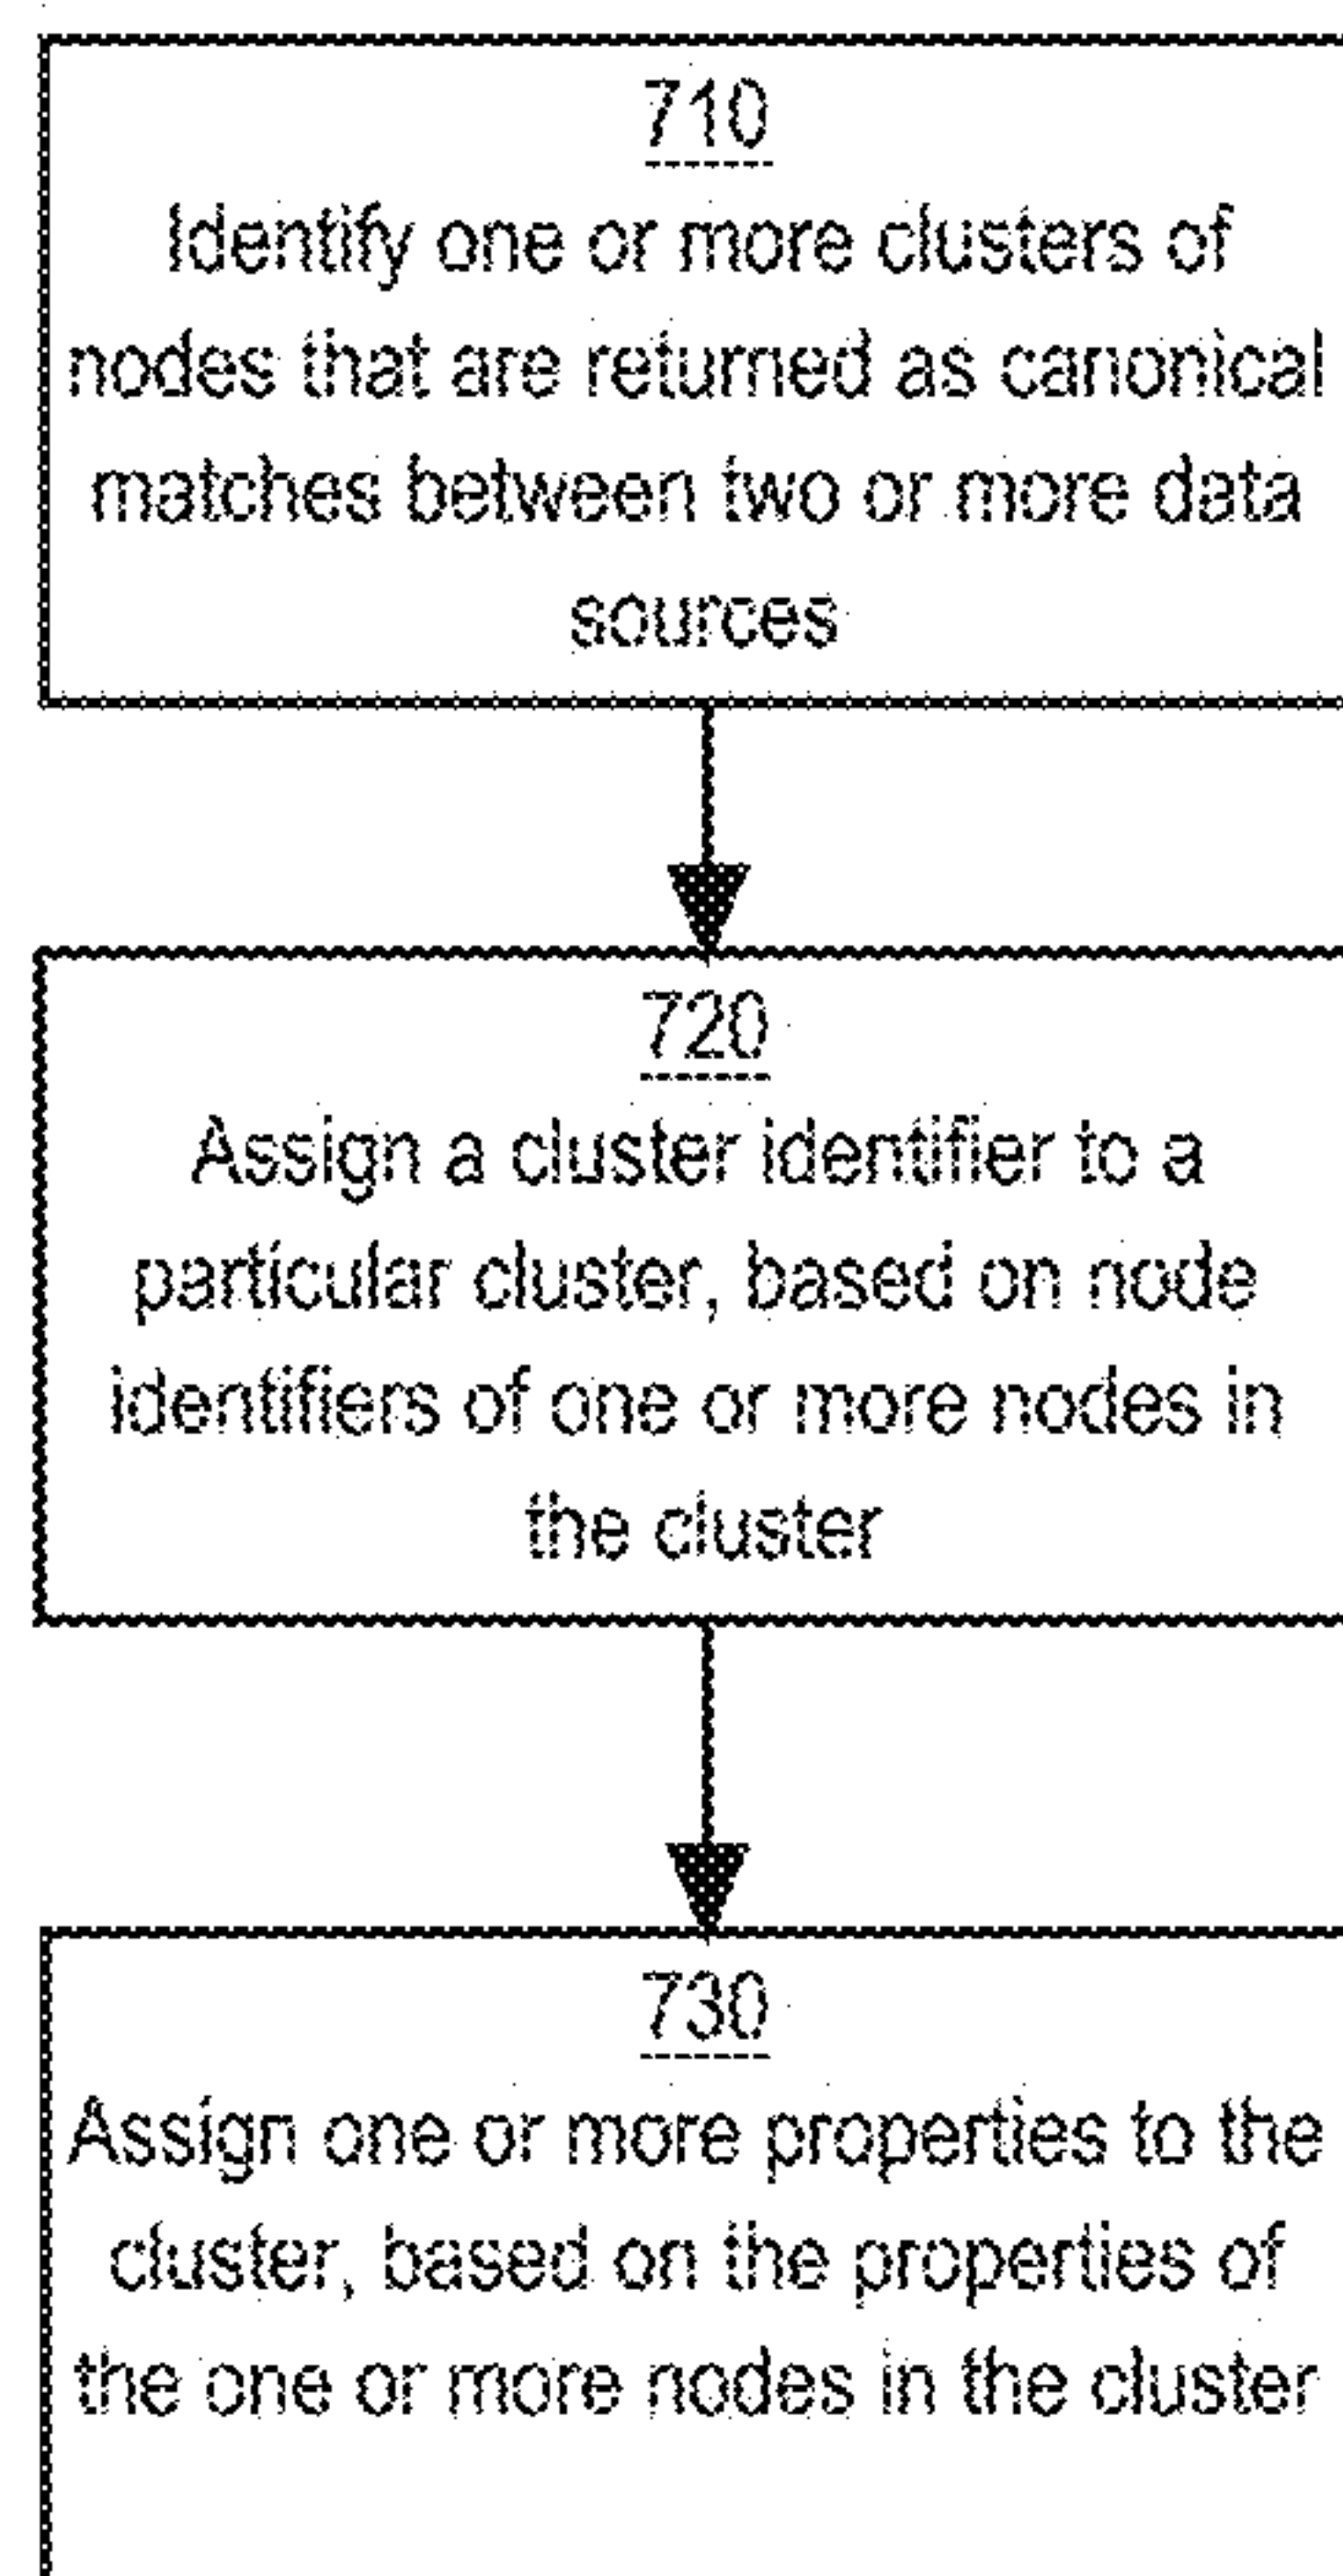 710
Identify one or more clusters of
nodes that are returned as canonical
matches between two or more data
sources
720
Assign a cluster identifier to a
particular cluster, based on node
identifiers of one or more nodes in
the cluster
730
Assign one or more properties to the
cluster, based on the properties of
the one or more nodes in the cluster